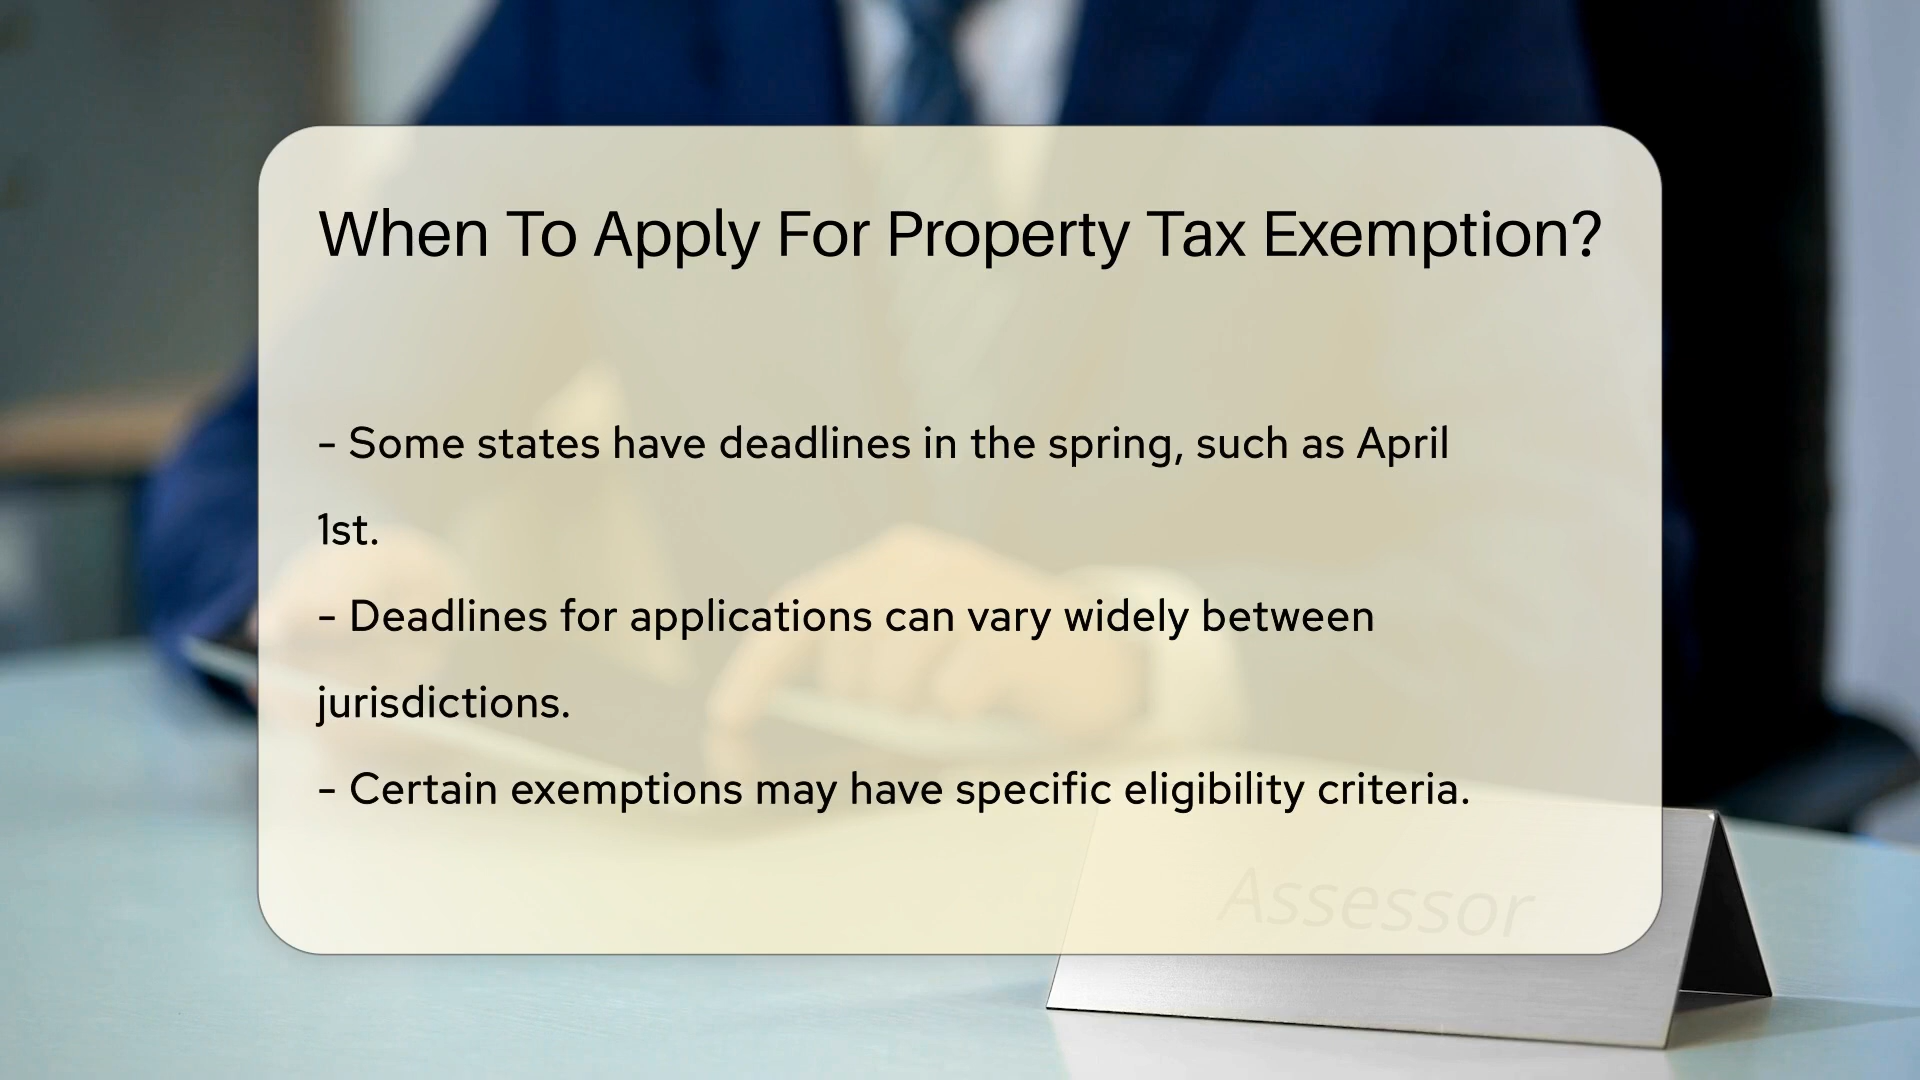 When To Apply For Property Tax Exemption?
- Some states have deadlines in the spring, such as April
1st.
- Deadlines for applications can vary widely between
jurisdictions.
- Certain exemptions may have specific eligibility criteria.
Assessor